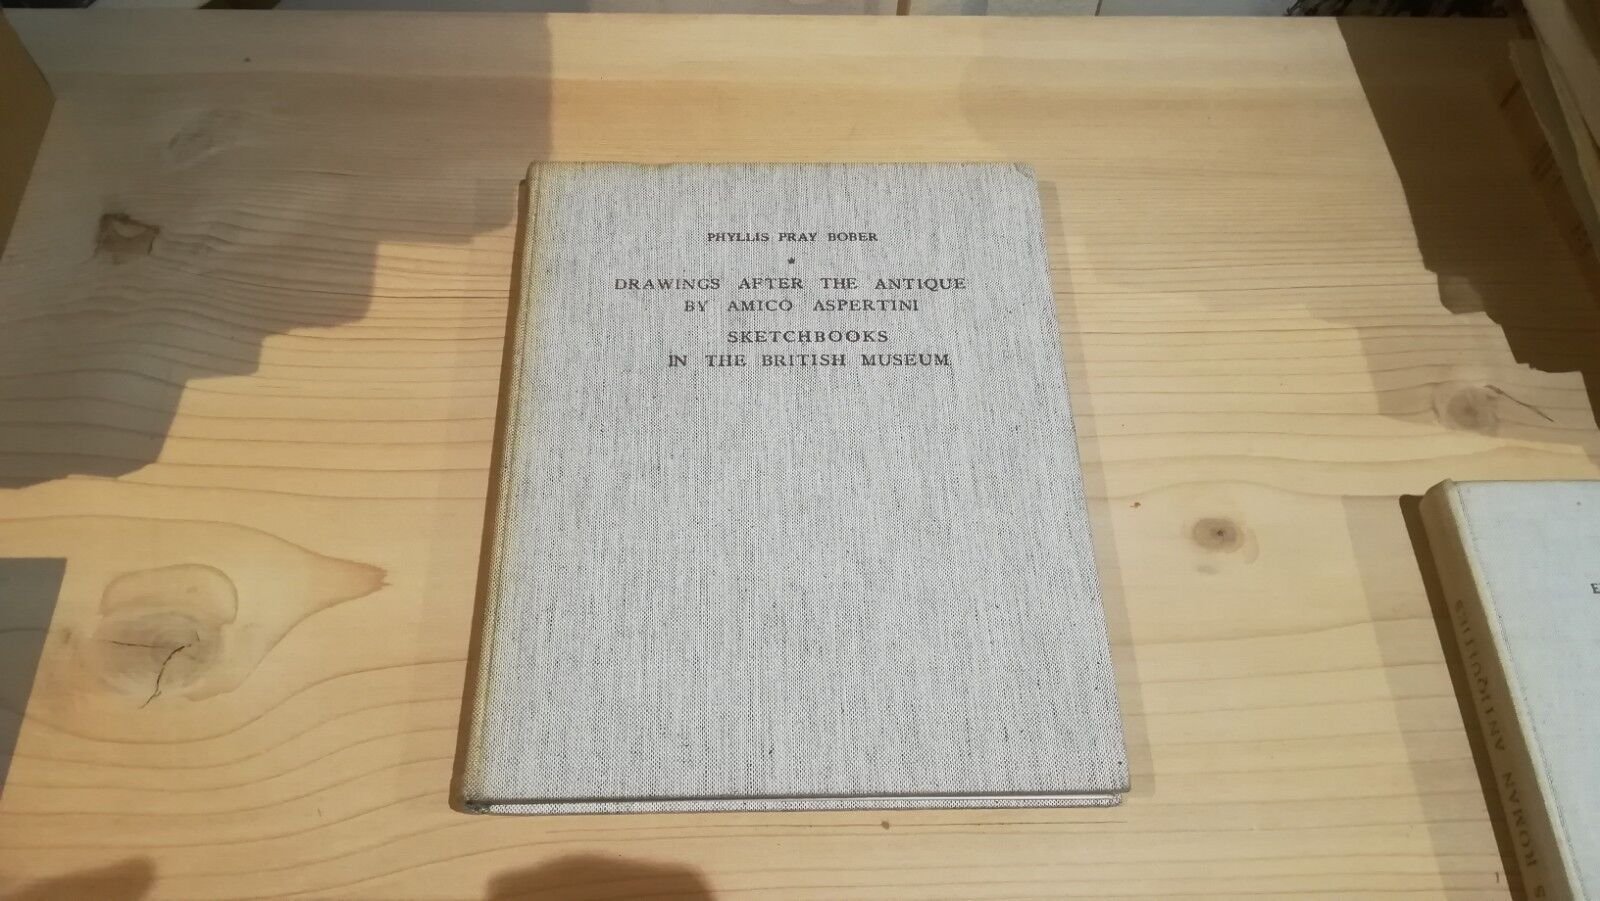 PHYLLIS PRAY BOBER
DRAWINGS AFTER THE ANTIQUE
BY AMICO ASPERTINI
SKETCHBOOKS
IN THE BRITISH MUSEUM
ROMAN ANTIQUITIES